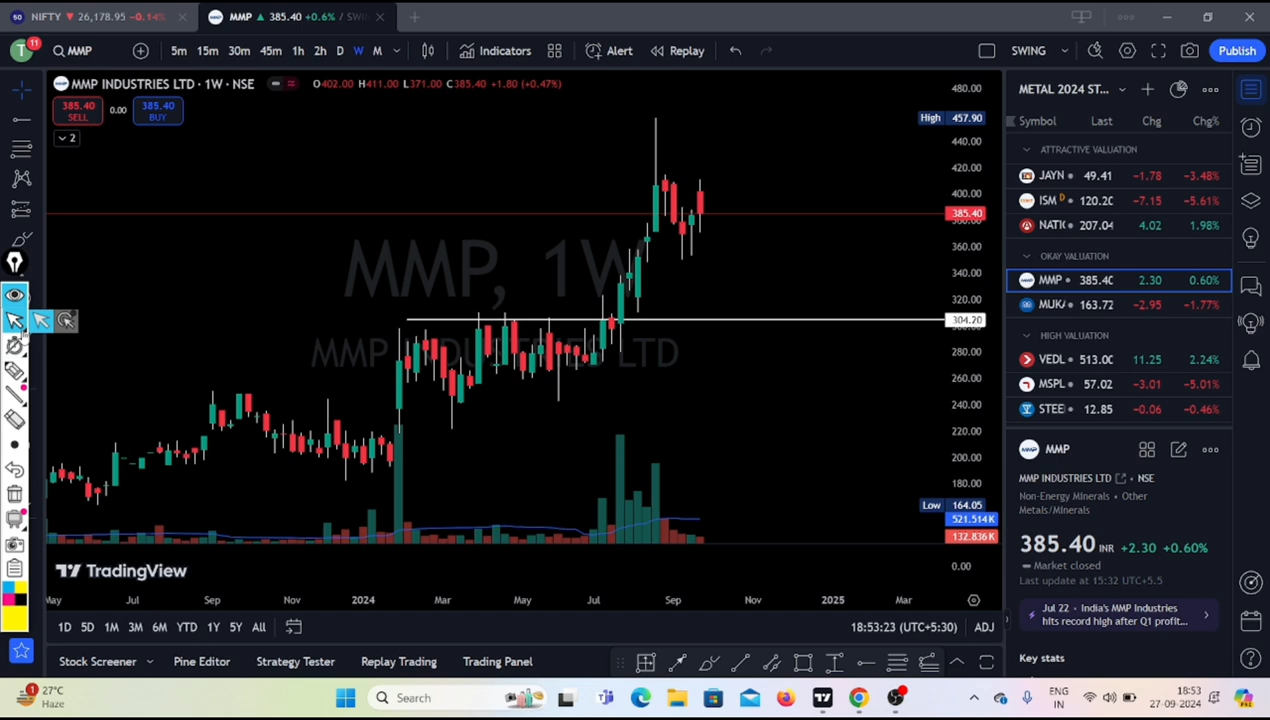 50 NIFTY ▼ 26,178.95 −0.14%
MMP ▲ 385.40 +0.6% / SWIN
T 11 MMP 5m 15m 30m 45m 1h 2h D W M Indicators Alert Replay SWING Publish
MMP INDUSTRIES LTD · 1W · NSE O402.00 H411.00 L371.00 C385.40 +1.80 (+0.47%)
385.40 SELL 0.00 385.40 BUY
2
MMP, 1W
MMP INDUSTRIES LTD
480.00
High 457.90
440.00
420.00
400.00
385.40
380.00
360.00
340.00
320.00
304.20
300.00
280.00
260.00
240.00
220.00
200.00
180.00
Low 164.05
521.514K
132.836K
0.00
TradingView
May Jul Sep Nov 2024 Mar May Jul Sep Nov 2025 Mar
1D 5D 1M 3M 6M YTD 1Y 5Y All 18:53:23 (UTC+5:30) ADJ
Stock Screener Pine Editor Strategy Tester Replay Trading Trading Panel
METAL 2024 ST...
Symbol Last Chg Chg%
ATTRACTIVE VALUATION
JAYN 49.41 −1.78 −3.48%
ISM D 120.20 −7.15 −5.61%
NATIC 207.04 4.02 1.98%
OKAY VALUATION
MMP 385.40 2.30 0.60%
MUKA 163.72 −2.95 −1.77%
HIGH VALUATION
VEDL 513.00 11.25 2.24%
MSPL 57.02 −3.01 −5.01%
STEE 12.85 −0.06 −0.46%
MMP
MMP INDUSTRIES LTD · NSE
Non-Energy Minerals · Other
Metals/Minerals
385.40 INR +2.30 +0.60%
Market closed
Last update at 15:32 UTC+5.5
Jul 22 · India's MMP Industries
hits record high after Q1 profit...
Key stats
1 27°C
Haze
Search
ENG
IN
18:53
27-09-2024